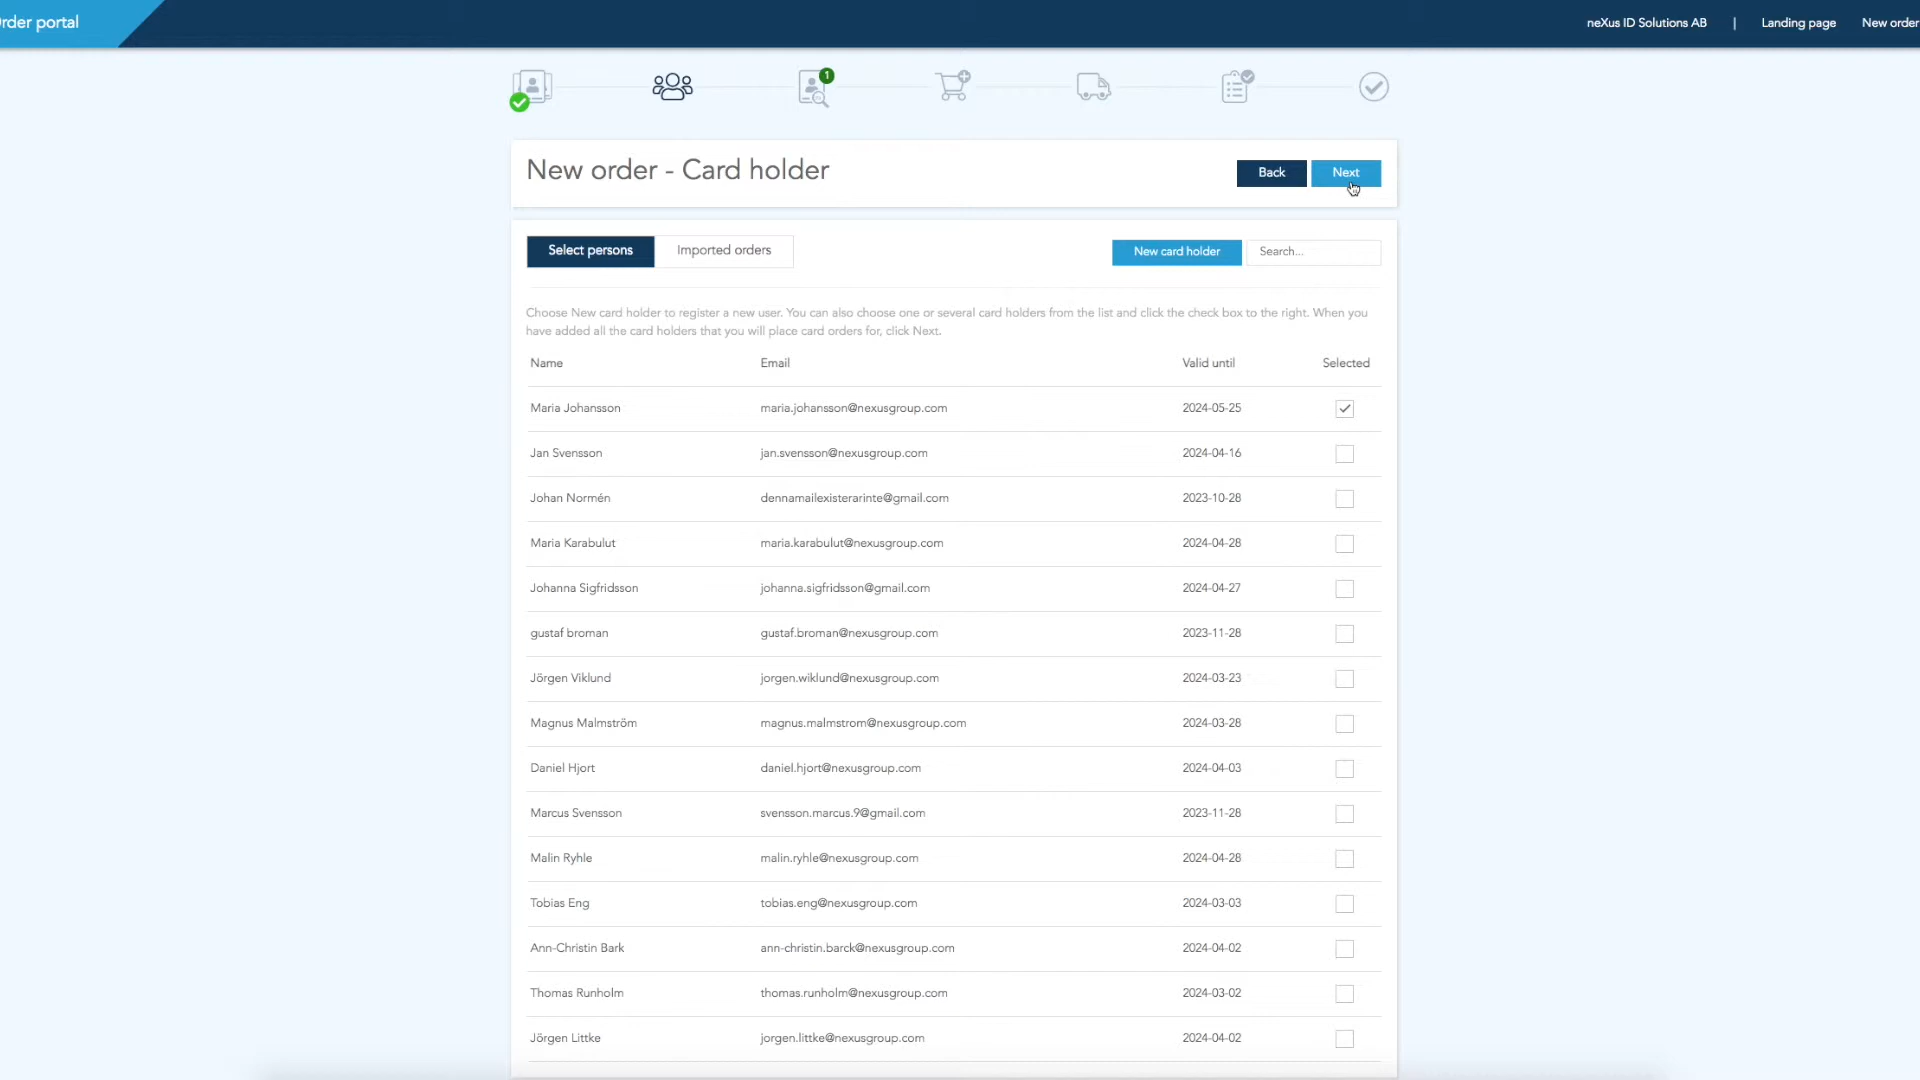 rder portal
neXus ID Solutions AB | Landing page New order
1
New order - Card holder
Back Next
Select persons Imported orders New card holder Search...
Choose New card holder to register a new user. You can also choose one or several card holders from the list and click the check box to the right. When you
have added all the card holders that you will place card orders for, click Next.
Name Email Valid until Selected
Maria Johansson maria.johansson@nexusgroup.com 2024-05-25
Jan Svensson jan.svensson@nexusgroup.com 2024-04-16
Johan Normén dennamailexisterarinte@gmail.com 2023-10-28
Maria Karabulut maria.karabulut@nexusgroup.com 2024-04-28
Johanna Sigfridsson johanna.sigfridsson@gmail.com 2024-04-27
gustaf broman gustaf.broman@nexusgroup.com 2023-11-28
Jörgen Viklund jorgen.wiklund@nexusgroup.com 2024-03-23
Magnus Malmström magnus.malmstrom@nexusgroup.com 2024-03-28
Daniel Hjort daniel.hjort@nexusgroup.com 2024-04-03
Marcus Svensson svensson.marcus.9@gmail.com 2023-11-28
Malin Ryhle malin.ryhle@nexusgroup.com 2024-04-28
Tobias Eng tobias.eng@nexusgroup.com 2024-03-03
Ann-Christin Bark ann-christin.barck@nexusgroup.com 2024-04-02
Thomas Runholm thomas.runholm@nexusgroup.com 2024-03-02
Jörgen Littke jorgen.littke@nexusgroup.com 2024-04-02